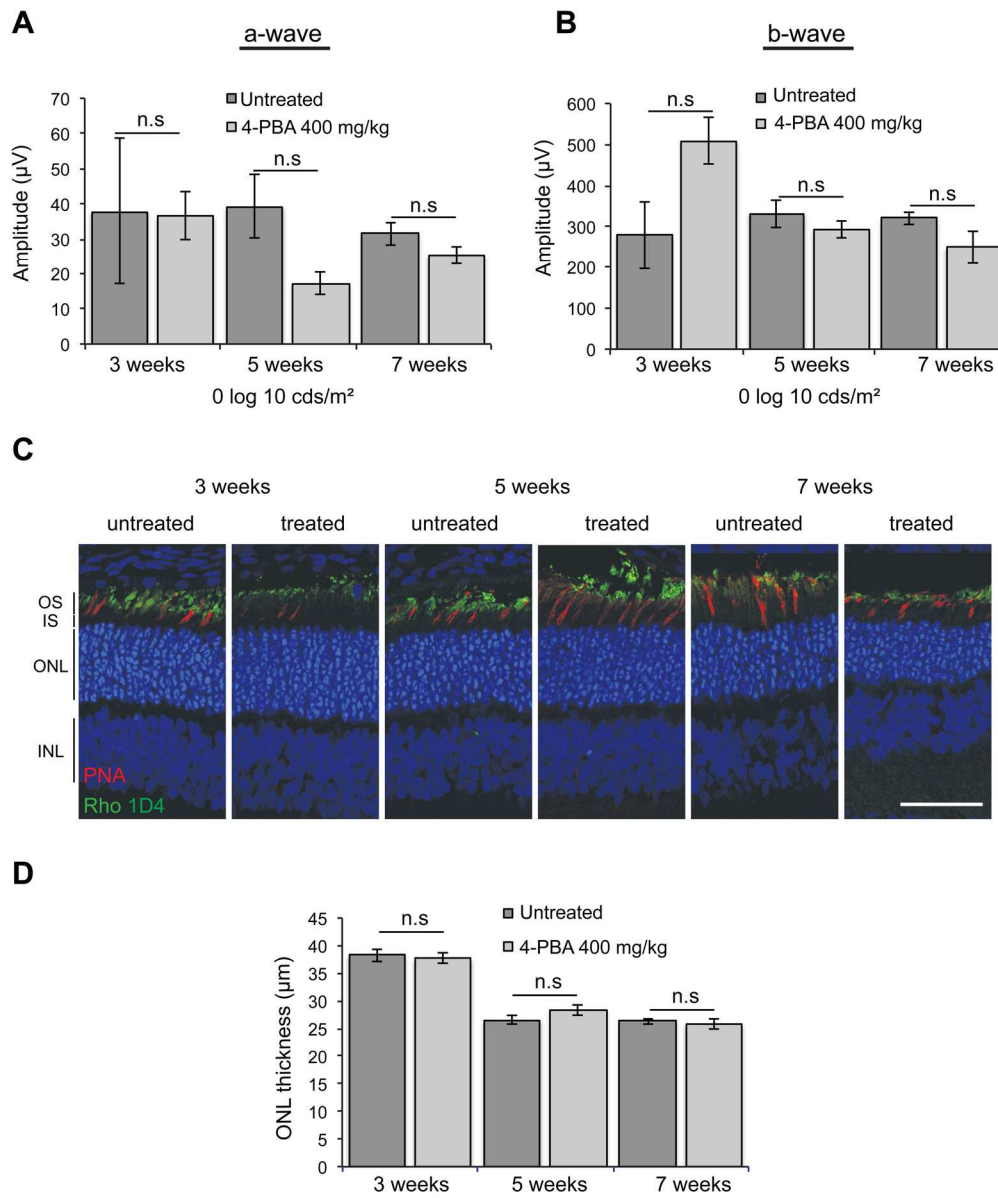 A
a-wave
Untreated
4-PBA 400 mg/kg
n.s
n.s
n.s
Amplitude (µV)
70
60
50
40
30
20
10
0
3 weeks
5 weeks
7 weeks
0 log 10 cds/m²
B
b-wave
Untreated
4-PBA 400 mg/kg
n.s
n.s
n.s
Amplitude (µV)
600
500
400
300
200
100
0
3 weeks
5 weeks
7 weeks
0 log 10 cds/m²
C
3 weeks
5 weeks
7 weeks
untreated
treated
untreated
treated
untreated
treated
OS
IS
ONL
INL
PNA
Rho 1D4
D
Untreated
4-PBA 400 mg/kg
n.s
n.s
n.s
ONL thickness (µm)
45
40
35
30
25
20
15
10
5
0
3 weeks
5 weeks
7 weeks